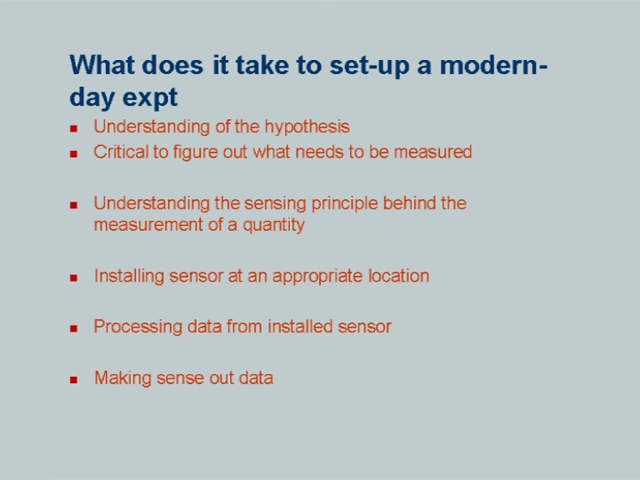 What does it take to set-up a modern-
day expt
Understanding of the hypothesis
Critical to figure out what needs to be measured
Understanding the sensing principle behind the
measurement of a quantity
Installing sensor at an appropriate location
Processing data from installed sensor
Making sense out data